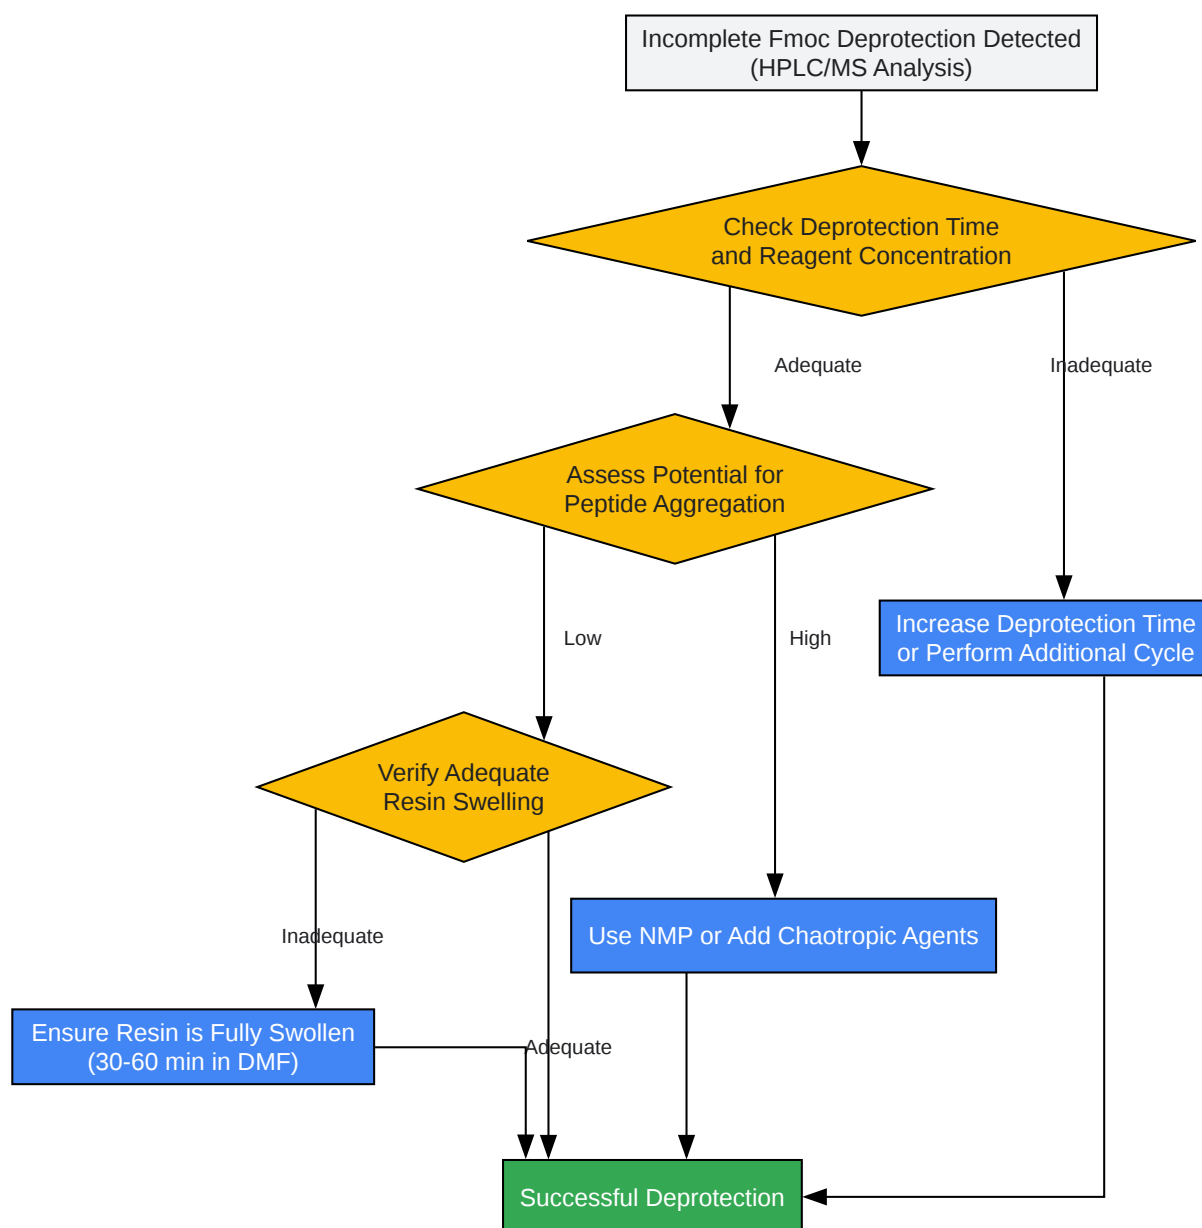 Incomplete Fmoc Deprotection Detected
(HPLC/MS Analysis)
Check Deprotection Time
and Reagent Concentration
Adequate
Inadequate
Assess Potential for
Peptide Aggregation
Low
High
Increase Deprotection Time
or Perform Additional Cycle
Verify Adequate
Resin Swelling
Inadequate
Use NMP or Add Chaotropic Agents
Ensure Resin is Fully Swollen
(30-60 min in DMF)
Adequate
Successful Deprotection